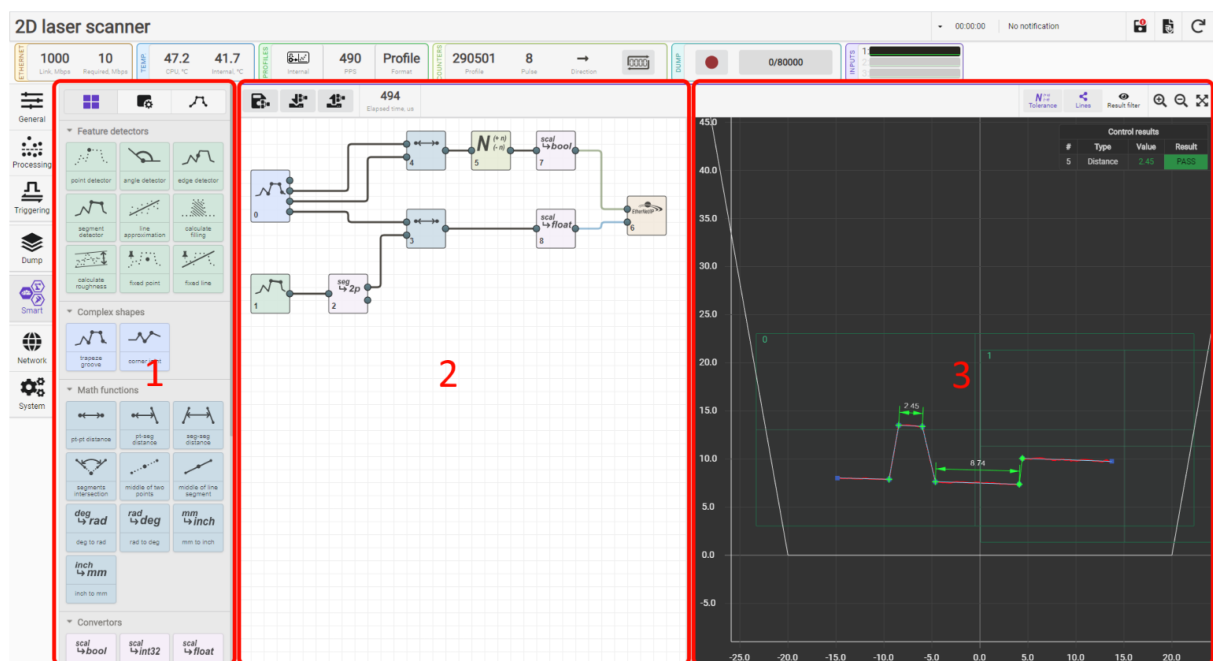 2D laser scanner
00:00:00
No notification
ETHERNET
1000
Link, Mbps
10
Required, Mbps
TEMP.
47.2
CPU, °C
41.7
Internal, °C
PROFILES
Internal
490
PPS
Profile
Format
COUNTERS
290501
Profile
8
Pulse
Direction
DUMP
0/80000
INPUTS
1:
2:
3:
General
Processing
Triggering
Dump
Smart
Network
System
Feature detectors
point detector
angle detector
edge detector
segment detector
line approximation
calculate filling
calculate roughness
fixed point
fixed line
Complex shapes
trapeze groove
Math functions
pt-pt distance
pt-seg distance
seg-seg distance
segments intersection
middle of two points
middle of line segment
deg rad
deg to rad
rad deg
rad to deg
mm inch
mm to inch
inch mm
inch to mm
Convertors
scal bool
scal int32
scal float
1
494
Elapsed time, us
0
4
N (+ n) (- n)
5
scal bool
7
3
scal float
8
EtherNet/IP
6
1
seg 2p
2
2
Tolerance
Lines
Result filter
Control results
# Type Value Result
5 Distance 2.45 PASS
45.0
40.0
35.0
30.0
25.0
20.0
15.0
10.0
5.0
0.0
-5.0
0
1
3
2.45
8.74
-25.0 -20.0 -15.0 -10.0 -5.0 0.0 5.0 10.0 15.0 20.0